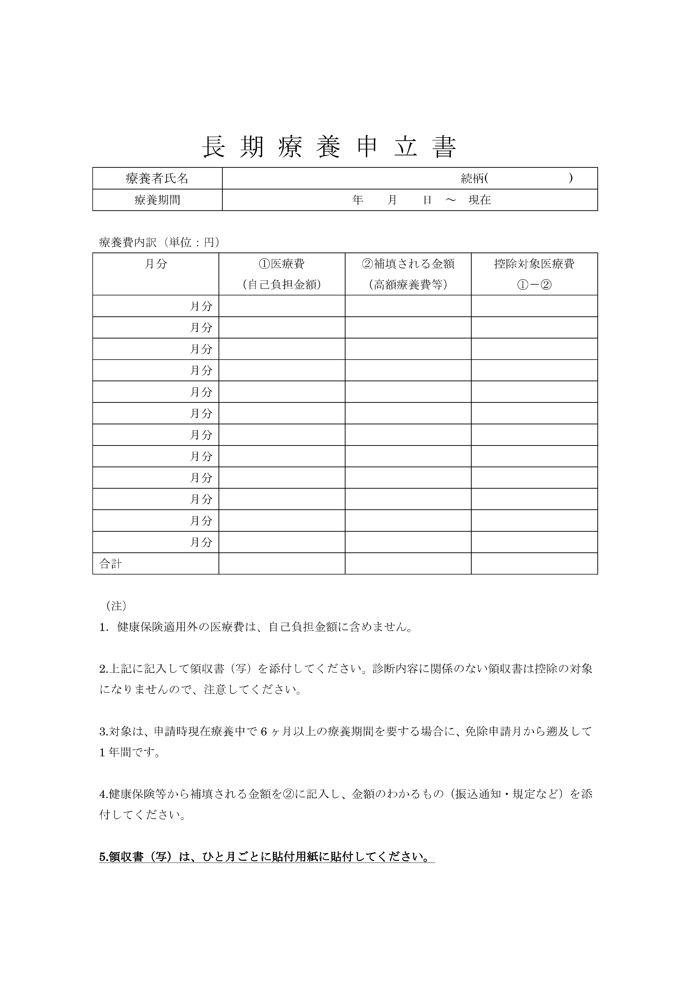 長期療養申立書
療養者氏名 続柄( )
療養期間 年 月 日 ～ 現在
療養費内訳（単位：円）
月分 ①医療費 ②補填される金額 控除対象医療費
（自己負担金額） （高額療養費等） ①－②
月分
月分
月分
月分
月分
月分
月分
月分
月分
月分
月分
月分
合計
（注）
1. 健康保険適用外の医療費は、自己負担金額に含めません。
2.上記に記入して領収書（写）を添付してください。診断内容に関係のない領収書は控除の対象
になりませんので、注意してください。
3.対象は、申請時現在療養中で 6 ヶ月以上の療養期間を要する場合に、免除申請月から遡及して
1 年間です。
4.健康保険等から補填される金額を②に記入し、金額のわかるもの（振込通知・規定など）を添
付してください。
5.領収書（写）は、ひと月ごとに貼付用紙に貼付してください。